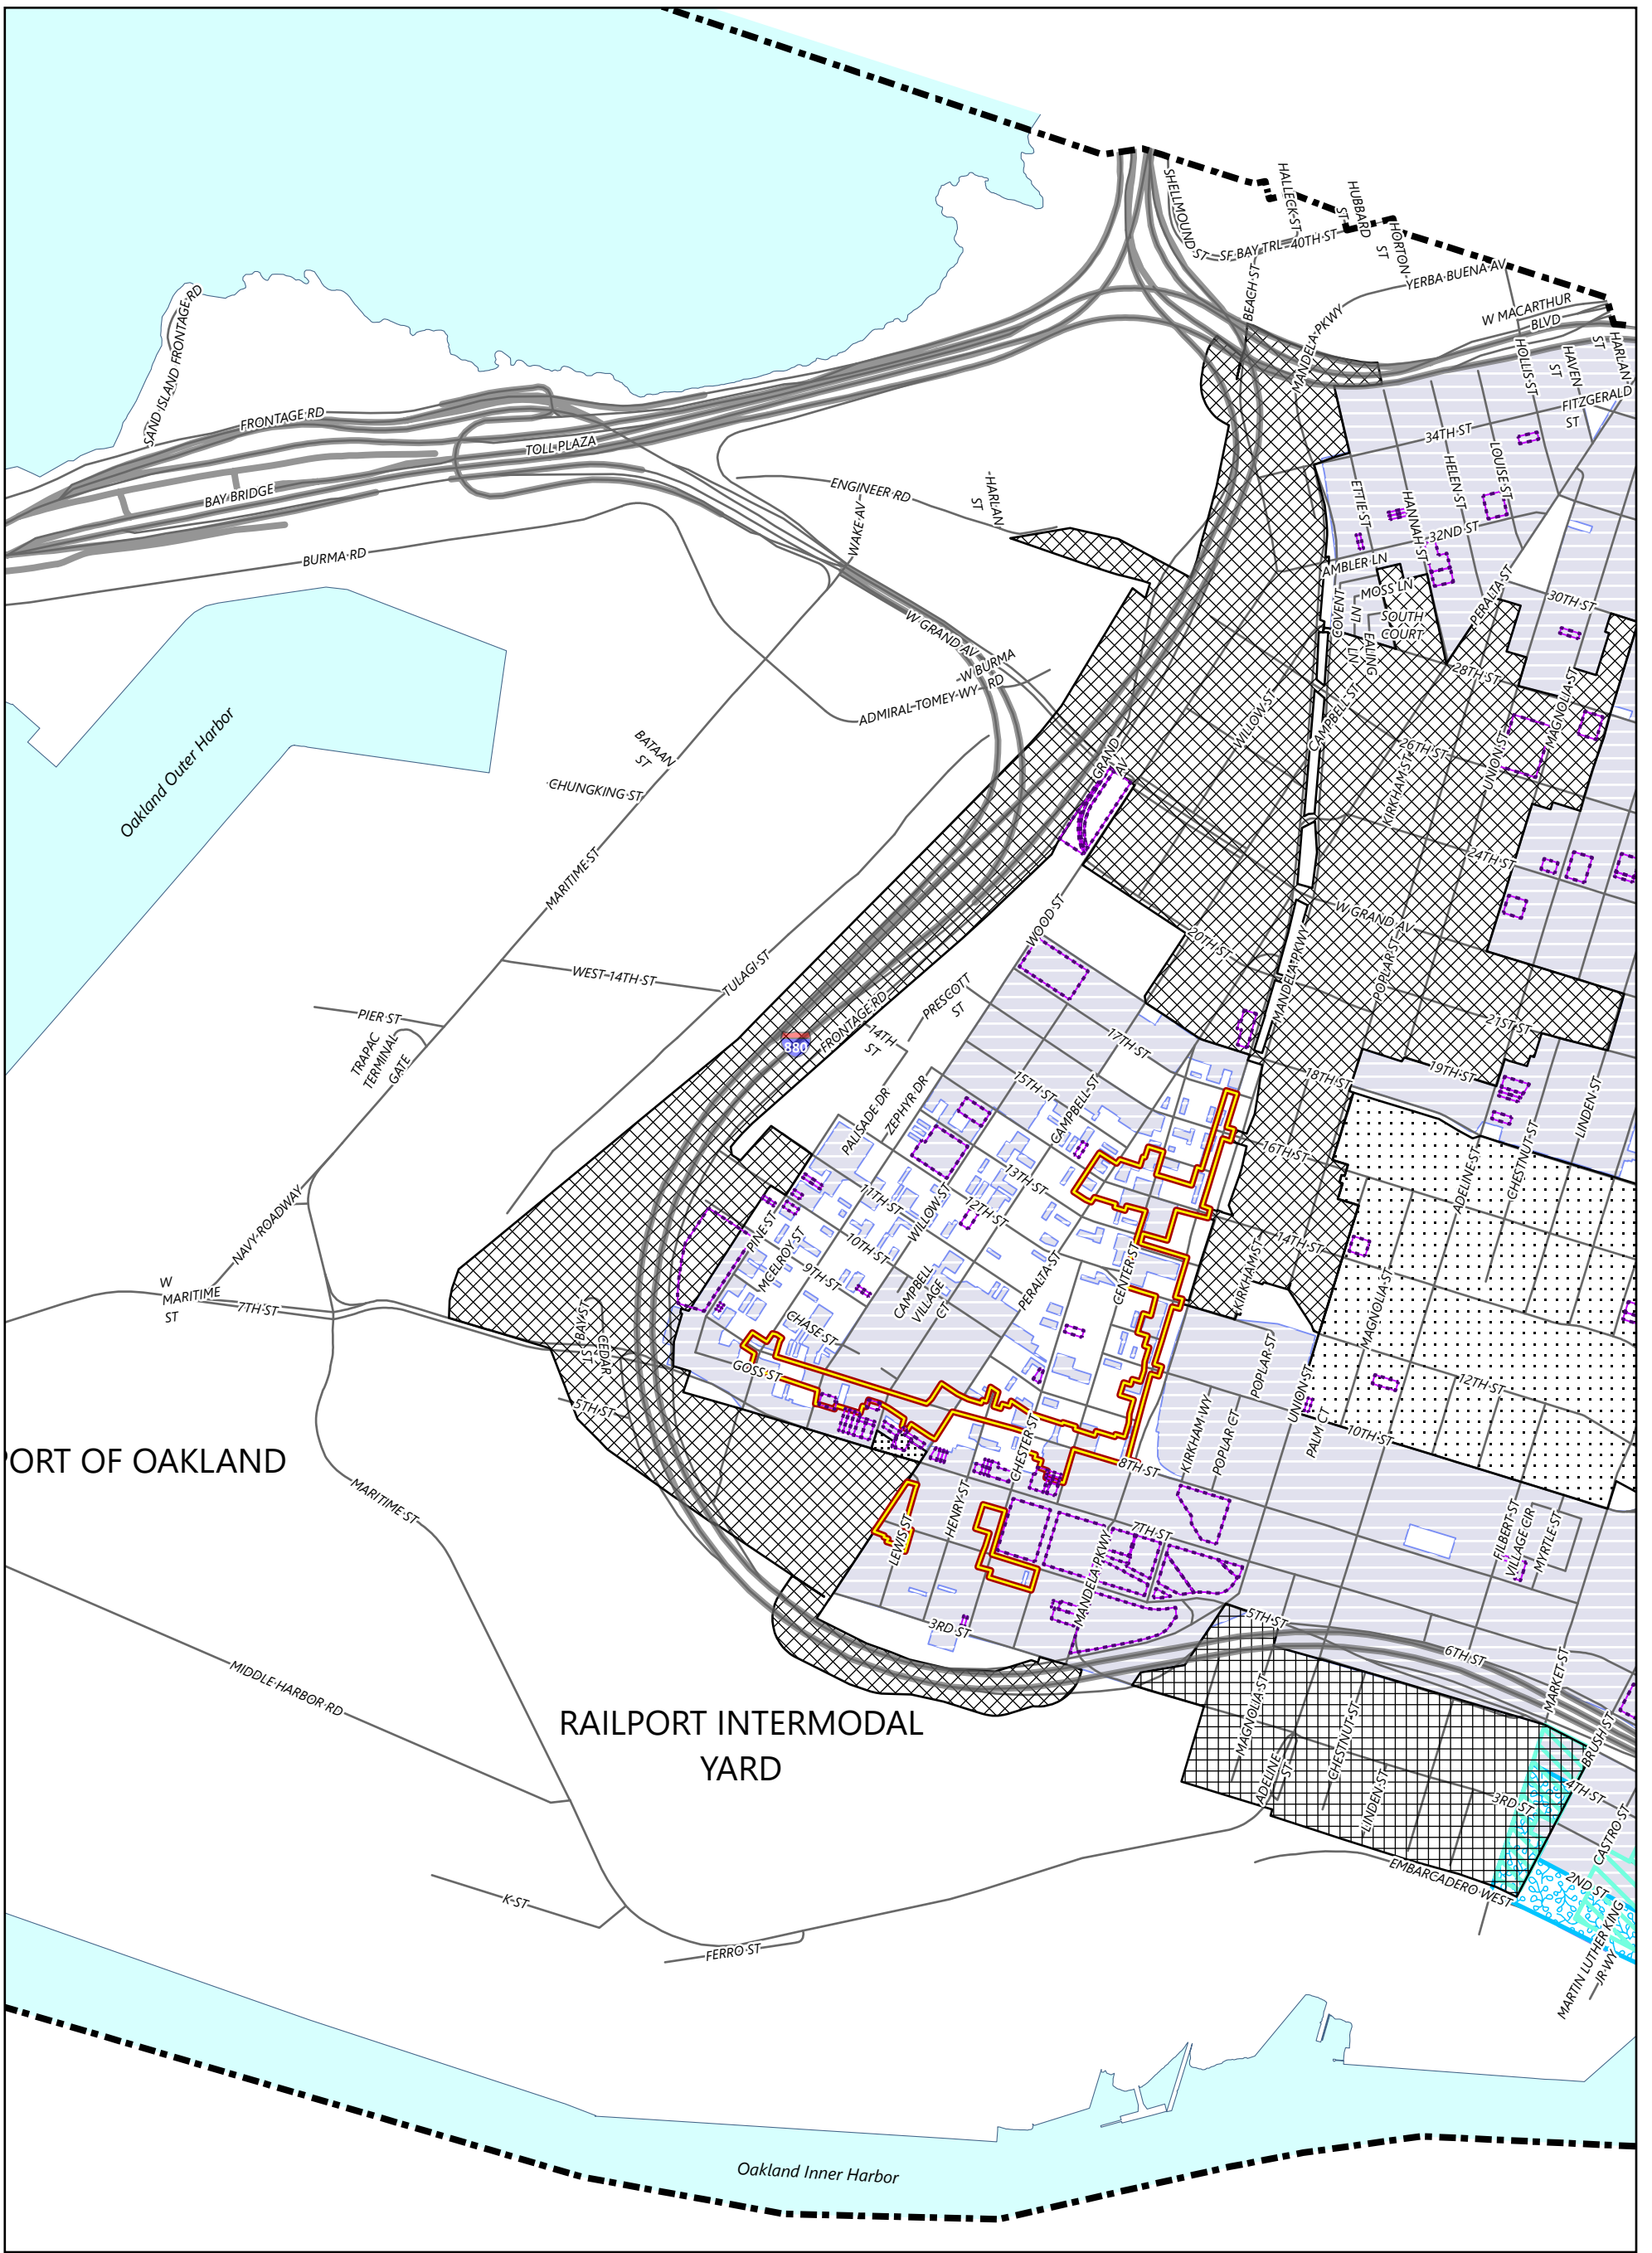 SHELLMOUND ST
HALLECK ST
HUBBARD
ST
HORTON
ST
SF BAY TRL
40TH ST
BEACH ST
YERBA BUENA AV
MANDELA PKWY
W MACARTHUR
BLVD
HARLAN
ST
HOLLIS ST
HAVEN
ST
FITZGERALD
ST
SAND ISLAND FRONTAGE RD
FRONTAGE RD
TOLL PLAZA
BAY BRIDGE
BURMA RD
ENGINEER RD
HARLAN
ST
WAKE AV
34TH ST
LOUISE ST
HELEN ST
HANNAH ST
ETTIE ST
32ND ST
AMBLER LN
MOSS LN
SOUTH
COURT
COVENT
LN
EALING
LN
PERALTA ST
30TH ST
28TH ST
W GRAND AV
W BURMA
RD
ADMIRAL TOMEY WY
WILLOW ST
CAMPBELL ST
MAGNOLIA ST
UNION ST
26TH ST
KIRKHAM ST
24TH ST
GRAND
AV
Oakland Outer Harbor
BATAAN
ST
CHUNGKING ST
MARITIME ST
WEST 14TH ST
TULAGI ST
WOOD ST
20TH ST
W GRAND AV
MANDELA PKWY
POPLAR ST
21ST ST
PIER ST
TRAPAC
TERMINAL
GATE
880
FRONTAGE RD
14TH
ST
PRESCOTT
ST
17TH ST
18TH ST
19TH ST
15TH ST
CAMPBELL ST
PALISADE DR
ZEPHYR DR
LINDEN ST
CHESTNUT ST
ADELINE ST
16TH ST
13TH ST
12TH ST
11TH ST
WILLOW ST
10TH ST
14TH ST
NAVY ROADWAY
PINE ST
MCELROY ST
9TH ST
CAMPBELL
VILLAGE
CT
PERALTA ST
CENTER ST
KIRKHAM ST
MAGNOLIA ST
W
MARITIME
ST
7TH ST
BAY ST
CEDAR
ST
CHASE ST
GOSS ST
5TH ST
POPLAR ST
UNION ST
12TH ST
10TH ST
PALM CT
KIRKHAM WY
POPLAR CT
CHESTER ST
8TH ST
PORT OF OAKLAND
MARITIME ST
HENRY ST
LEWIS ST
7TH ST
MANDELA PKWY
FILBERT ST
VILLAGE CIR
MYRTLE ST
3RD ST
5TH ST
6TH ST
MARKET ST
MIDDLE HARBOR RD
RAILPORT INTERMODAL
YARD
MAGNOLIA ST
CHESTNUT ST
ADELINE
ST
LINDEN ST
BRUSH ST
4TH ST
3RD ST
CASTRO ST
EMBARCADERO WEST
2ND ST
MARTIN LUTHER KING
JR WY
K ST
FERRO ST
Oakland Inner Harbor